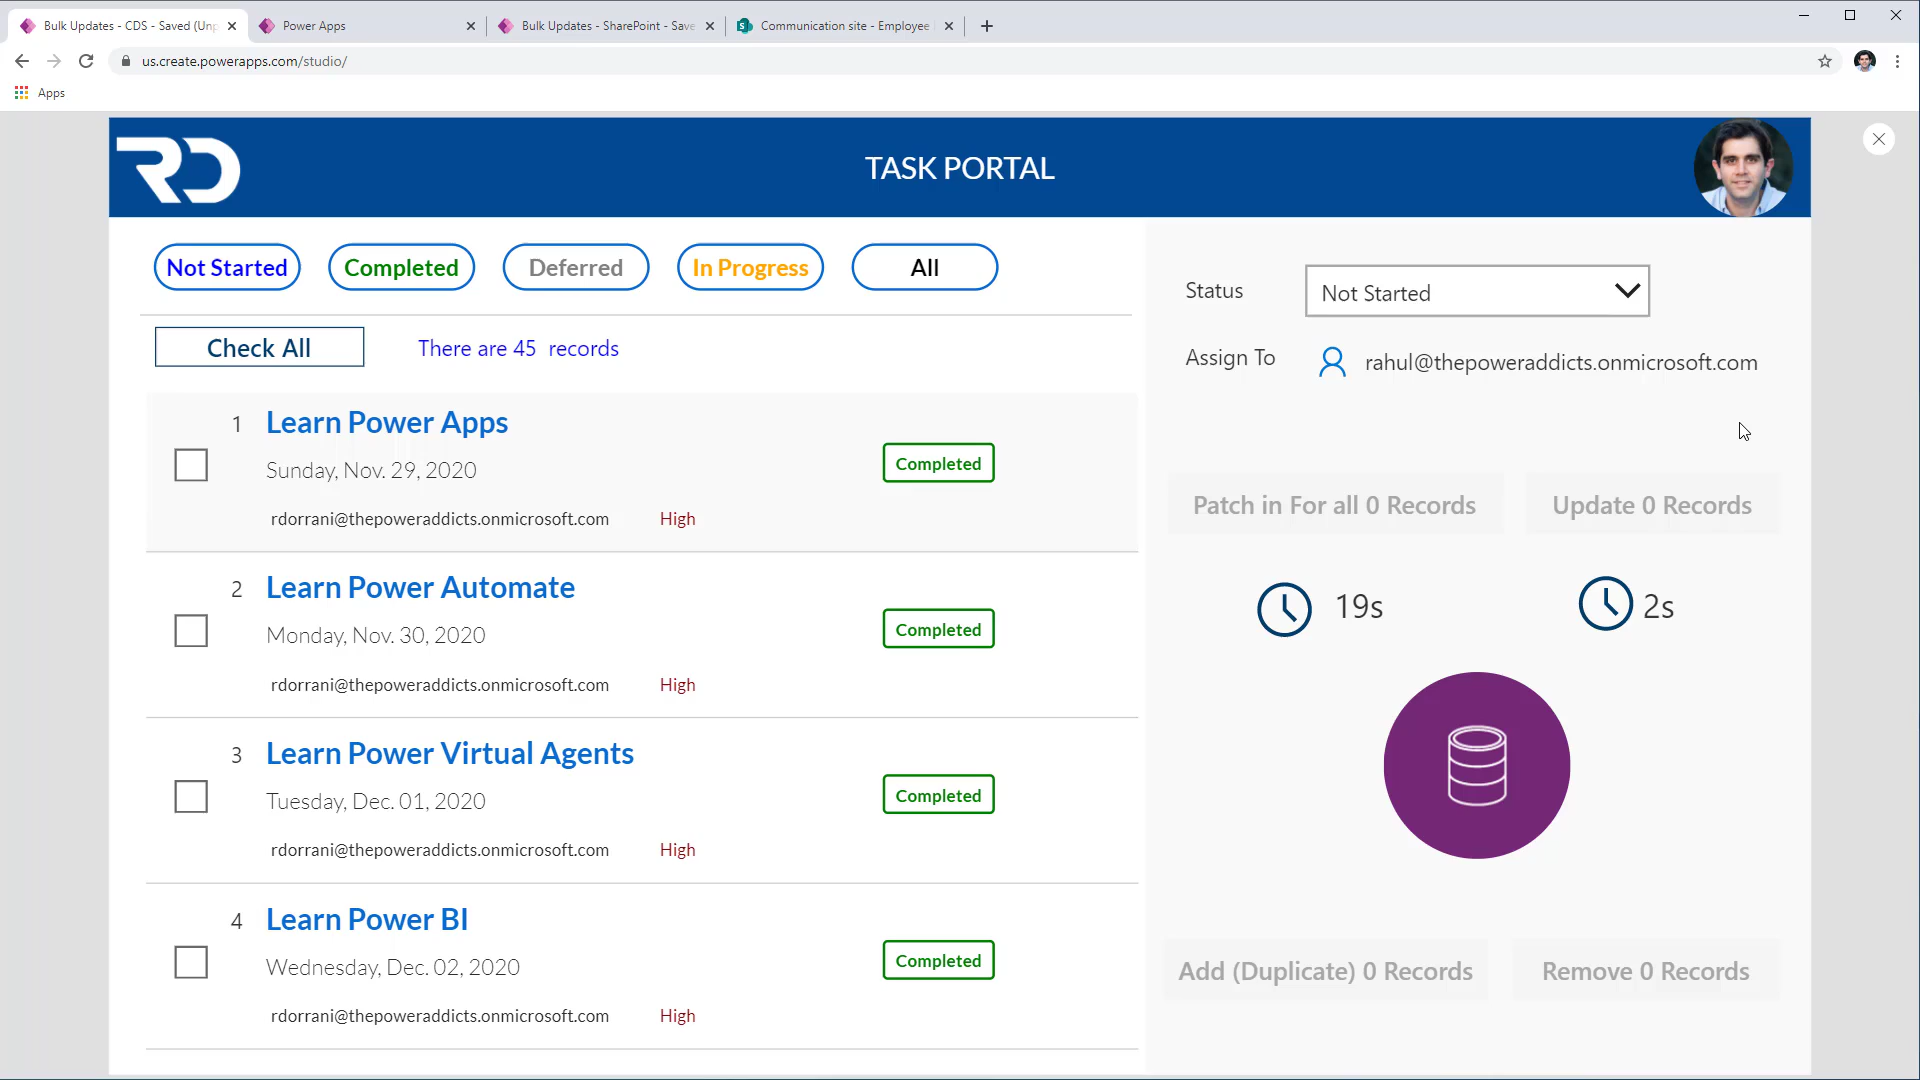 Bulk Updates - CDS - Saved (Unp
Power Apps
Bulk Updates - SharePoint - Save
Communication site - Employee
us.create.powerapps.com/studio/
Apps
RD
TASK PORTAL
Not Started
Completed
Deferred
In Progress
All
Check All
There are 45 records
1
Learn Power Apps
Sunday, Nov. 29, 2020
Completed
rdorrani@thepoweraddicts.onmicrosoft.com
High
2
Learn Power Automate
Monday, Nov. 30, 2020
Completed
rdorrani@thepoweraddicts.onmicrosoft.com
High
3
Learn Power Virtual Agents
Tuesday, Dec. 01, 2020
Completed
rdorrani@thepoweraddicts.onmicrosoft.com
High
4
Learn Power BI
Wednesday, Dec. 02, 2020
Completed
rdorrani@thepoweraddicts.onmicrosoft.com
High
Status
Not Started
Assign To
rahul@thepoweraddicts.onmicrosoft.com
Patch in For all 0 Records
Update 0 Records
19s
2s
Add (Duplicate) 0 Records
Remove 0 Records